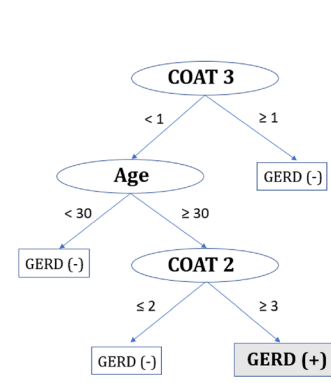 COAT 3
< 1
≥ 1
Age
GERD (-)
< 30
≥ 30
GERD (-)
COAT 2
≤ 2
≥ 3
GERD (-)
GERD (+)